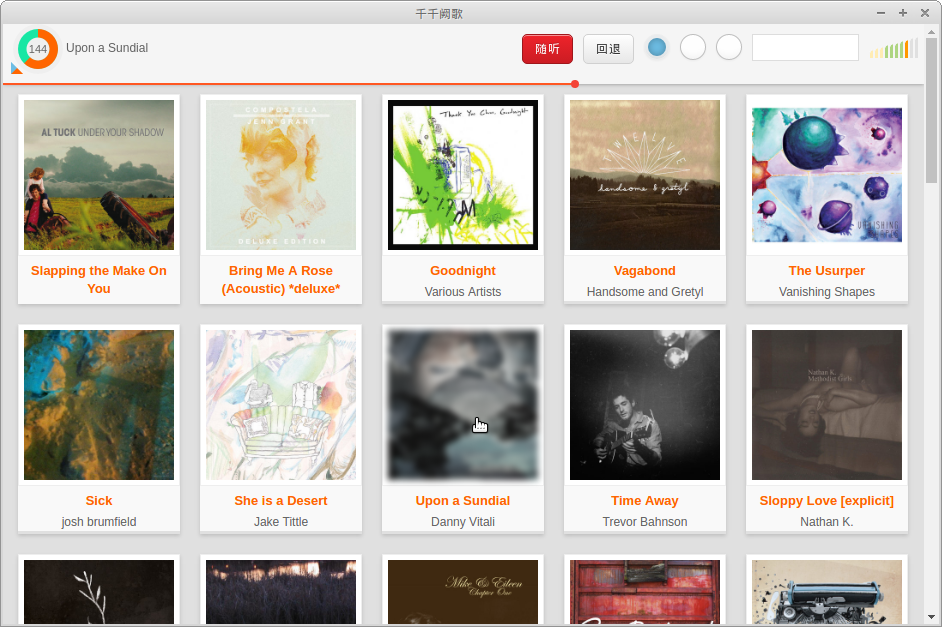 千千阙歌
144
Upon a Sundial
随听
回退
AL TUCK UNDER YOUR SHADOW
COMPOSTELA
JENN GRANT
DELUXE EDITION
Thank You Claire, Goodnight
TIMBALIVE
handsome & gretyl
VANISHING
Slapping the Make On You
Bring Me A Rose (Acoustic) *deluxe*
Goodnight
Various Artists
Vagabond
Handsome and Gretyl
The Usurper
Vanishing Shapes
Nathan K.
Methodist Girls
Sick
josh brumfield
She is a Desert
Jake Tittle
Upon a Sundial
Danny Vitali
Time Away
Trevor Bahnson
Sloppy Love [explicit]
Nathan K.
Mike & Eileen
Chapter One